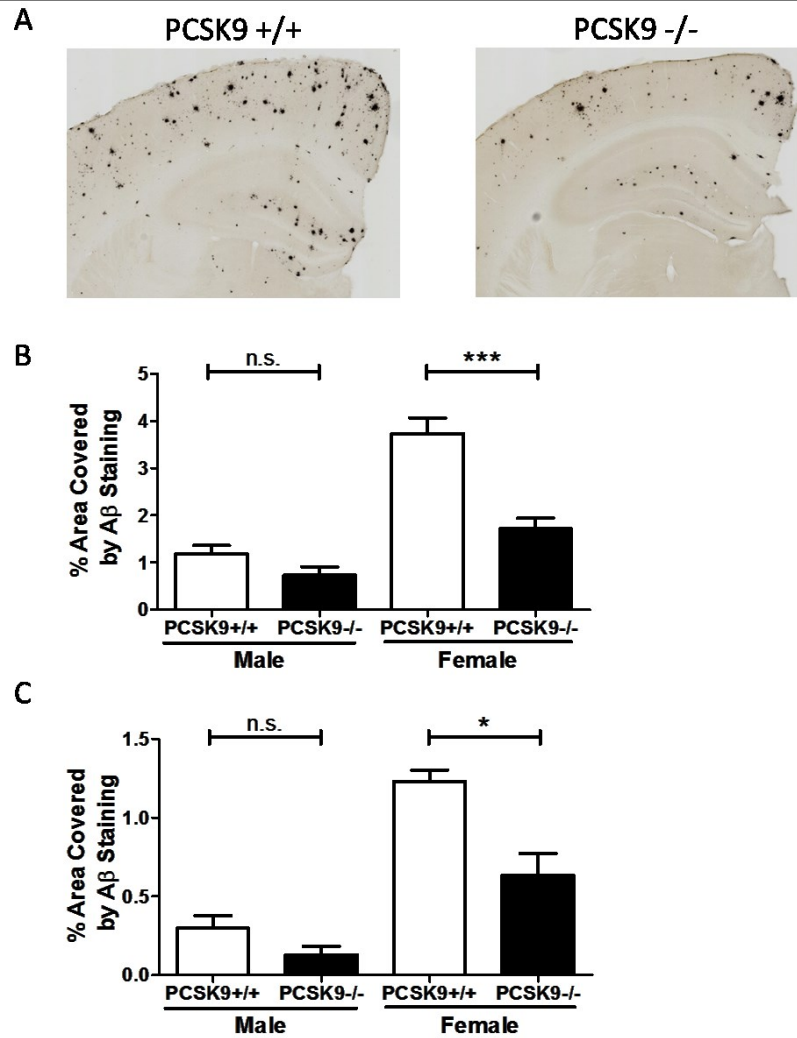 A
PCSK9 +/+
PCSK9 -/-
B
n.s.
***
% Area Covered
by Aβ Staining
5
4
3
2
1
0
PCSK9+/+
PCSK9-/-
PCSK9+/+
PCSK9-/-
Male
Female
C
n.s.
*
% Area Covered
by Aβ Staining
1.5
1.0
0.5
0.0
PCSK9+/+
PCSK9-/-
PCSK9+/+
PCSK9-/-
Male
Female